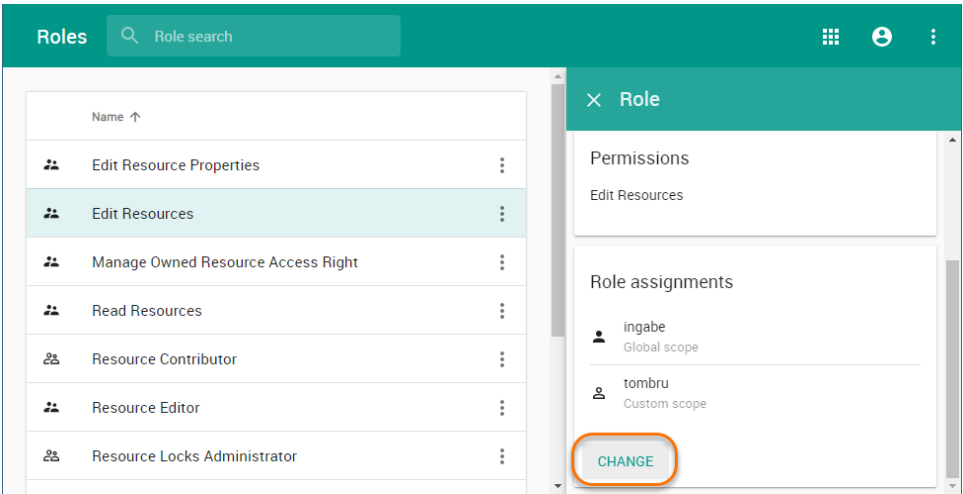 Roles
Role search
Name
Edit Resource Properties
Edit Resources
Manage Owned Resource Access Right
Read Resources
Resource Contributor
Resource Editor
Resource Locks Administrator
Role
Permissions
Edit Resources
Role assignments
ingabe
Global scope
tombru
Custom scope
CHANGE